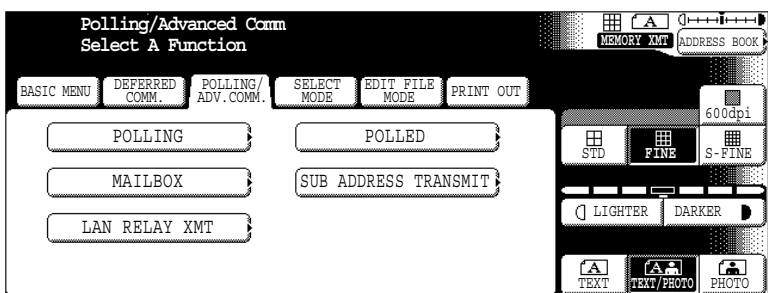 Polling/Advanced Comm
Select A Function
A
MEMORY XMT
ADDRESS BOOK
BASIC MENU
DEFERRED
COMM.
POLLING/
ADV.COMM.
SELECT
MODE
EDIT FILE
MODE
PRINT OUT
600dpi
POLLING
POLLED
STD
FINE
S-FINE
MAILBOX
SUB ADDRESS TRANSMIT
LIGHTER
DARKER
LAN RELAY XMT
A
TEXT
A
TEXT/PHOTO
PHOTO